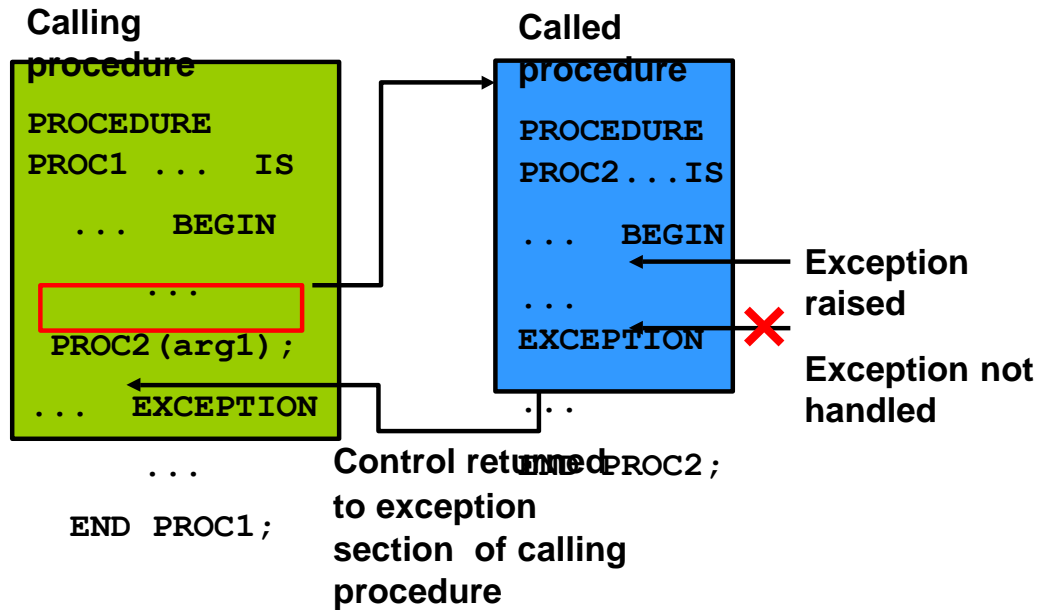 Calling
procedure
PROCEDURE
PROC1 ... IS
... BEGIN
...
PROC2(arg1);
... EXCEPTION
...
END PROC1;
Called
procedure
PROCEDURE
PROC2...IS
... BEGIN
...
EXCEPTION
...
END PROC2;
Exception
raised
Exception not
handled
Control returned
to exception
section of calling
procedure